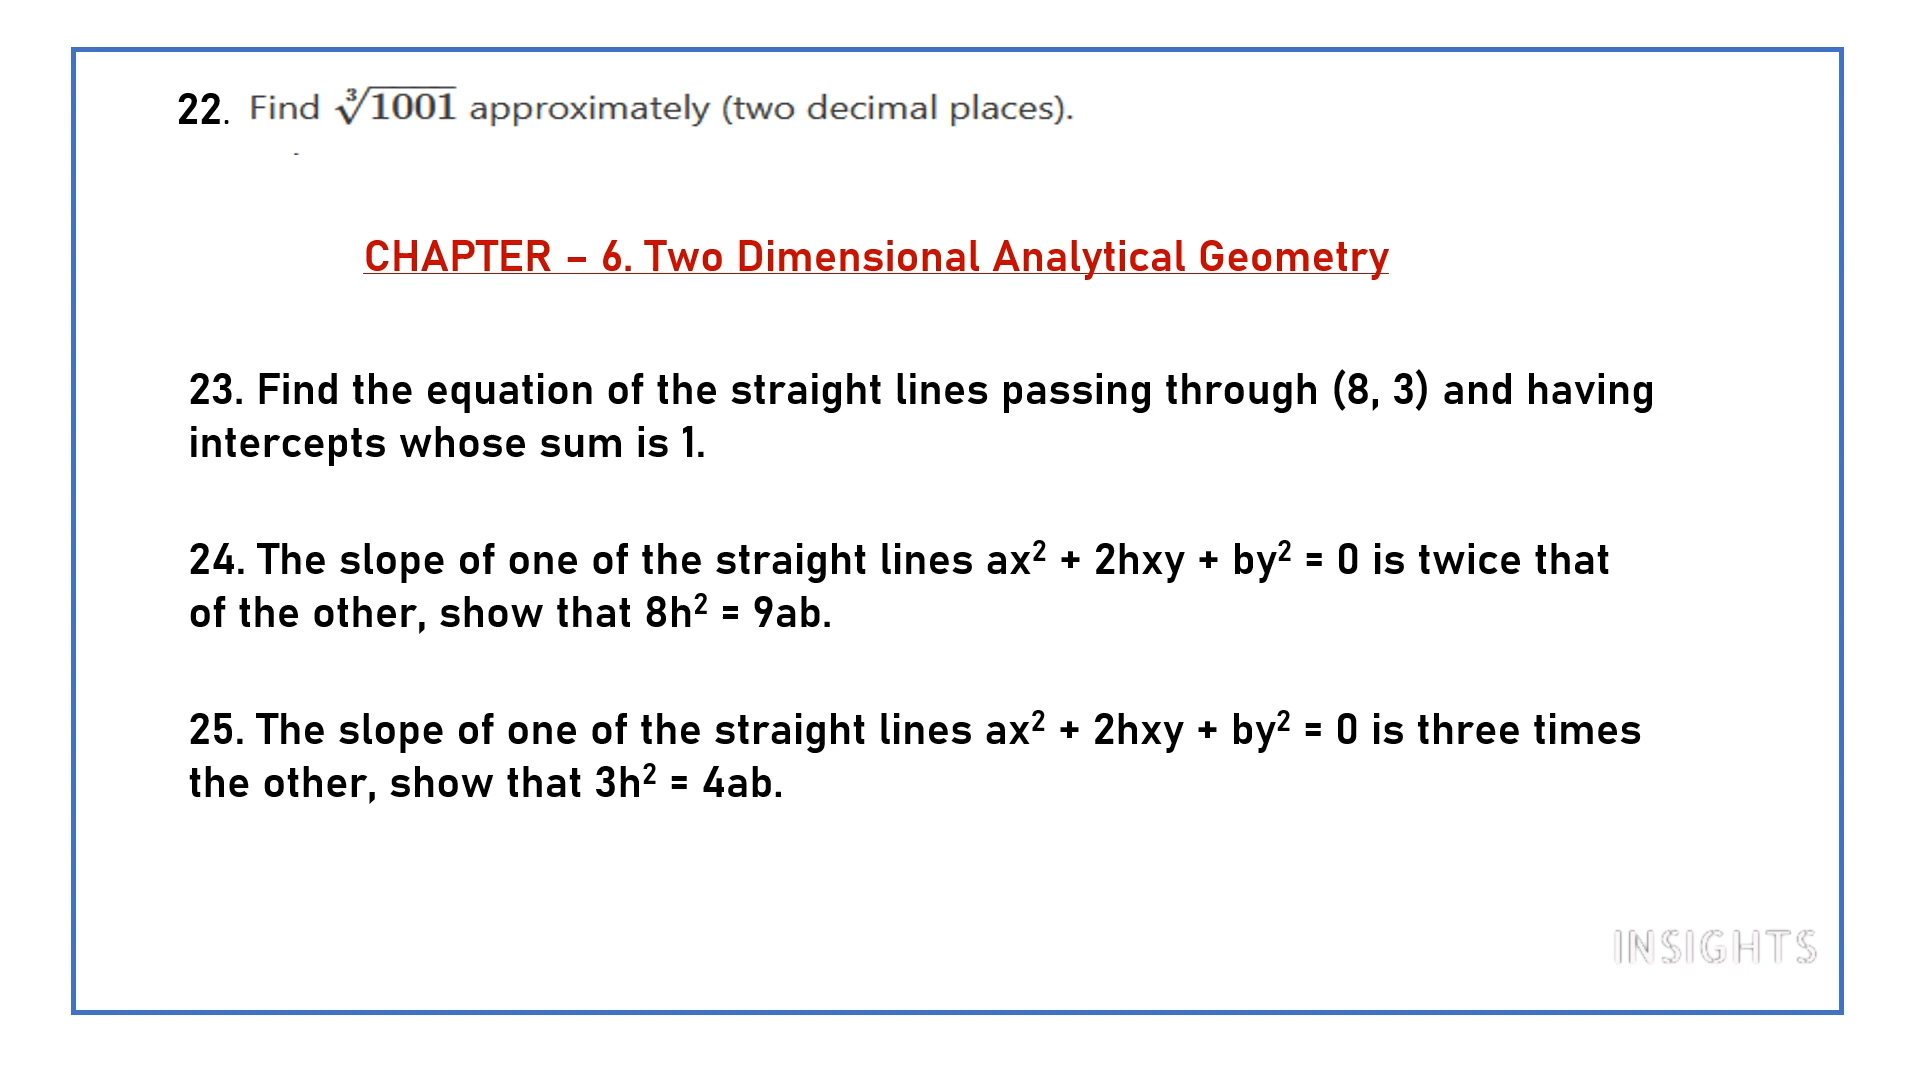 22. Find ∛1001 approximately (two decimal places).
CHAPTER – 6. Two Dimensional Analytical Geometry
23. Find the equation of the straight lines passing through (8, 3) and having
intercepts whose sum is 1.
24. The slope of one of the straight lines ax² + 2hxy + by² = 0 is twice that
of the other, show that 8h² = 9ab.
25. The slope of one of the straight lines ax² + 2hxy + by² = 0 is three times
the other, show that 3h² = 4ab.
INSIGHTS